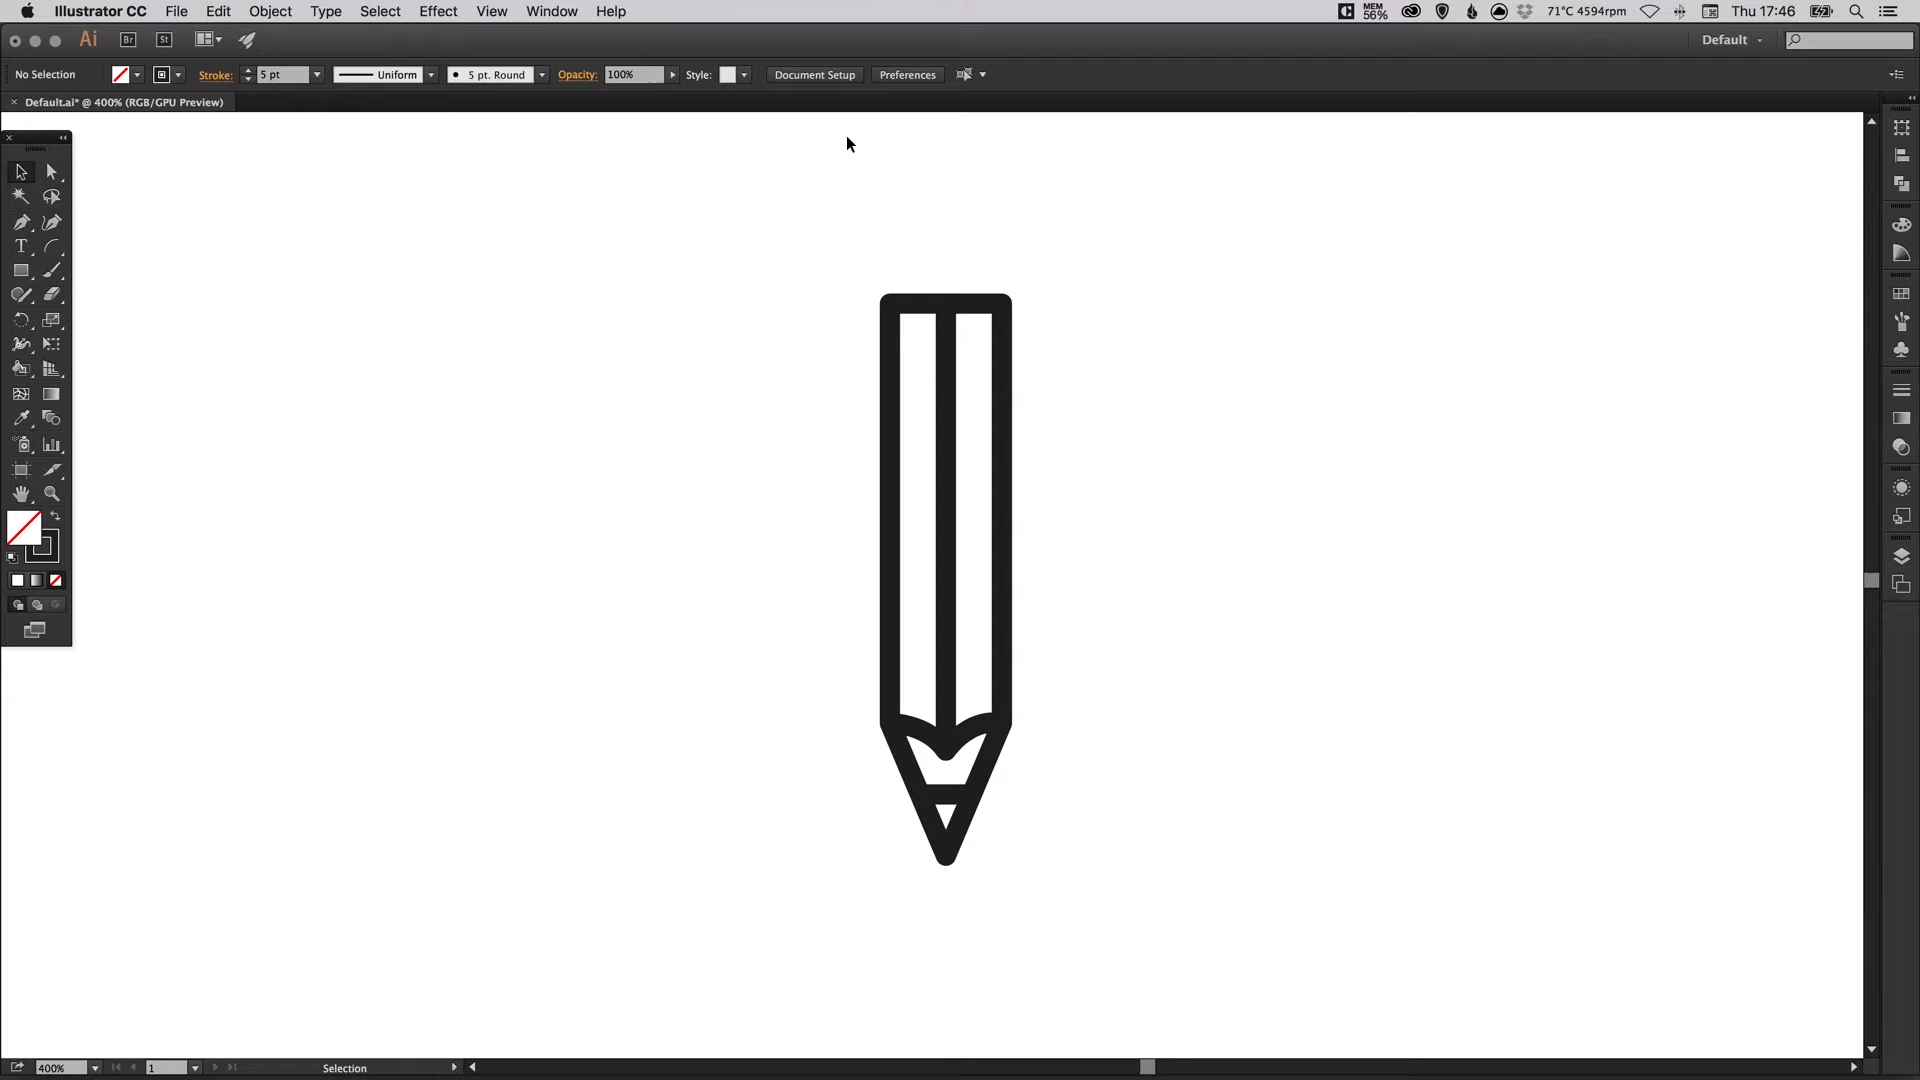 Illustrator CC File Edit Object Type Select Effect View Window Help MEM 56% 71°C 4594rpm Thu 17:46
Ai Br St Default
No Selection Stroke: 5 pt Uniform 5 pt. Round Opacity: 100% Style: Document Setup Preferences
× Default.ai* @ 400% (RGB/GPU Preview)
400% 1 Selection